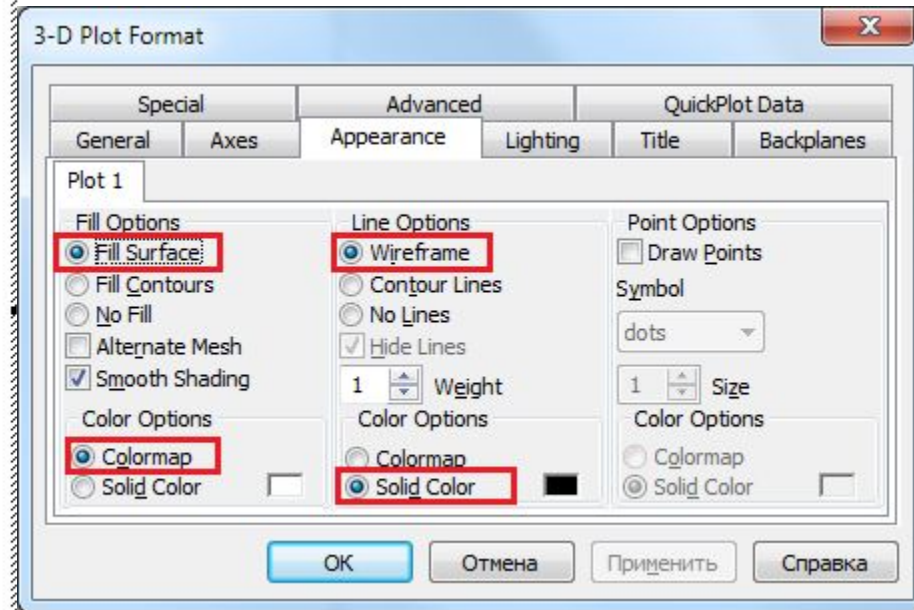 3-D Plot Format
Special Advanced QuickPlot Data
General Axes Appearance Lighting Title Backplanes
Plot 1
Fill Options
Fill Surface
Fill Contours
No Fill
Alternate Mesh
Smooth Shading
Color Options
Colormap
Solid Color
Line Options
Wireframe
Contour Lines
No Lines
Hide Lines
1 Weight
Color Options
Colormap
Solid Color
Point Options
Draw Points
Symbol
dots
1 Size
Color Options
Colormap
Solid Color
OK Отмена Применить Справка